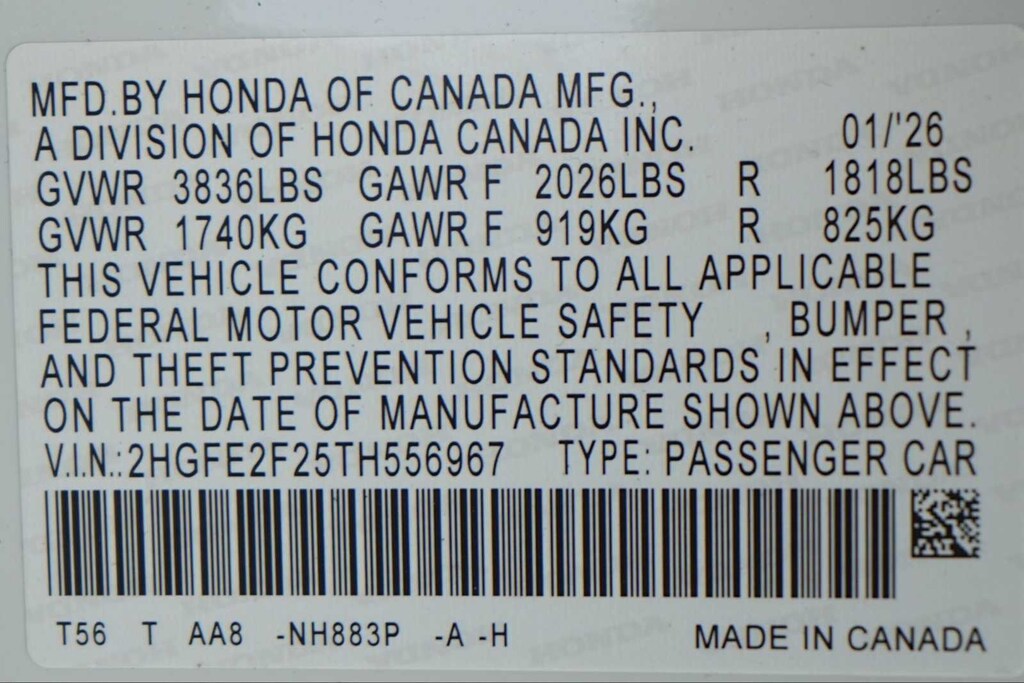 MFD.BY HONDA OF CANADA MFG.,
A DIVISION OF HONDA CANADA INC. 01/'26
GVWR 3836LBS GAWR F 2026LBS R 1818LBS
GVWR 1740KG GAWR F 919KG R 825KG
THIS VEHICLE CONFORMS TO ALL APPLICABLE
FEDERAL MOTOR VEHICLE SAFETY , BUMPER ,
AND THEFT PREVENTION STANDARDS IN EFFECT
ON THE DATE OF MANUFACTURE SHOWN ABOVE.
V.I.N.:2HGFE2F25TH556967 TYPE: PASSENGER CAR
T56 T AA8 -NH883P -A -H MADE IN CANADA